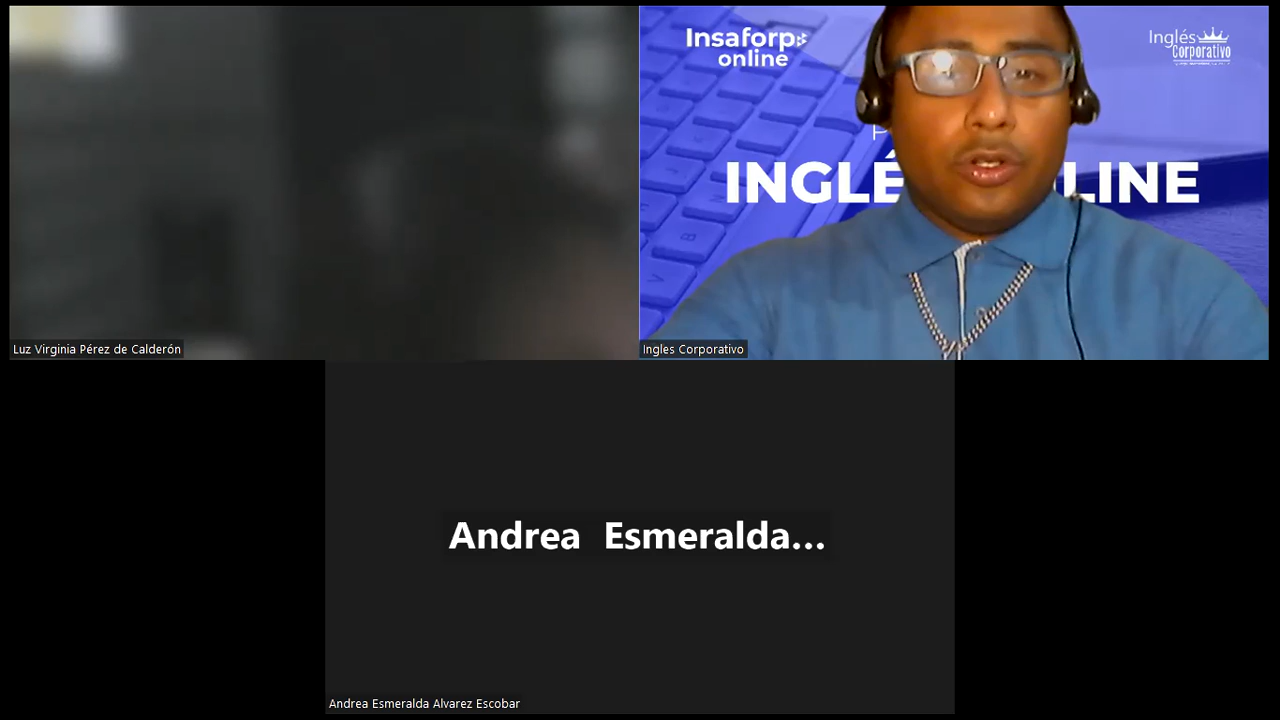 Insaforp
online
Inglés
Corporativo
P
INGLÉ LINE
Luz Virginia Pérez de Calderón
Ingles Corporativo
Andrea Esmeralda...
Andrea Esmeralda Alvarez Escobar